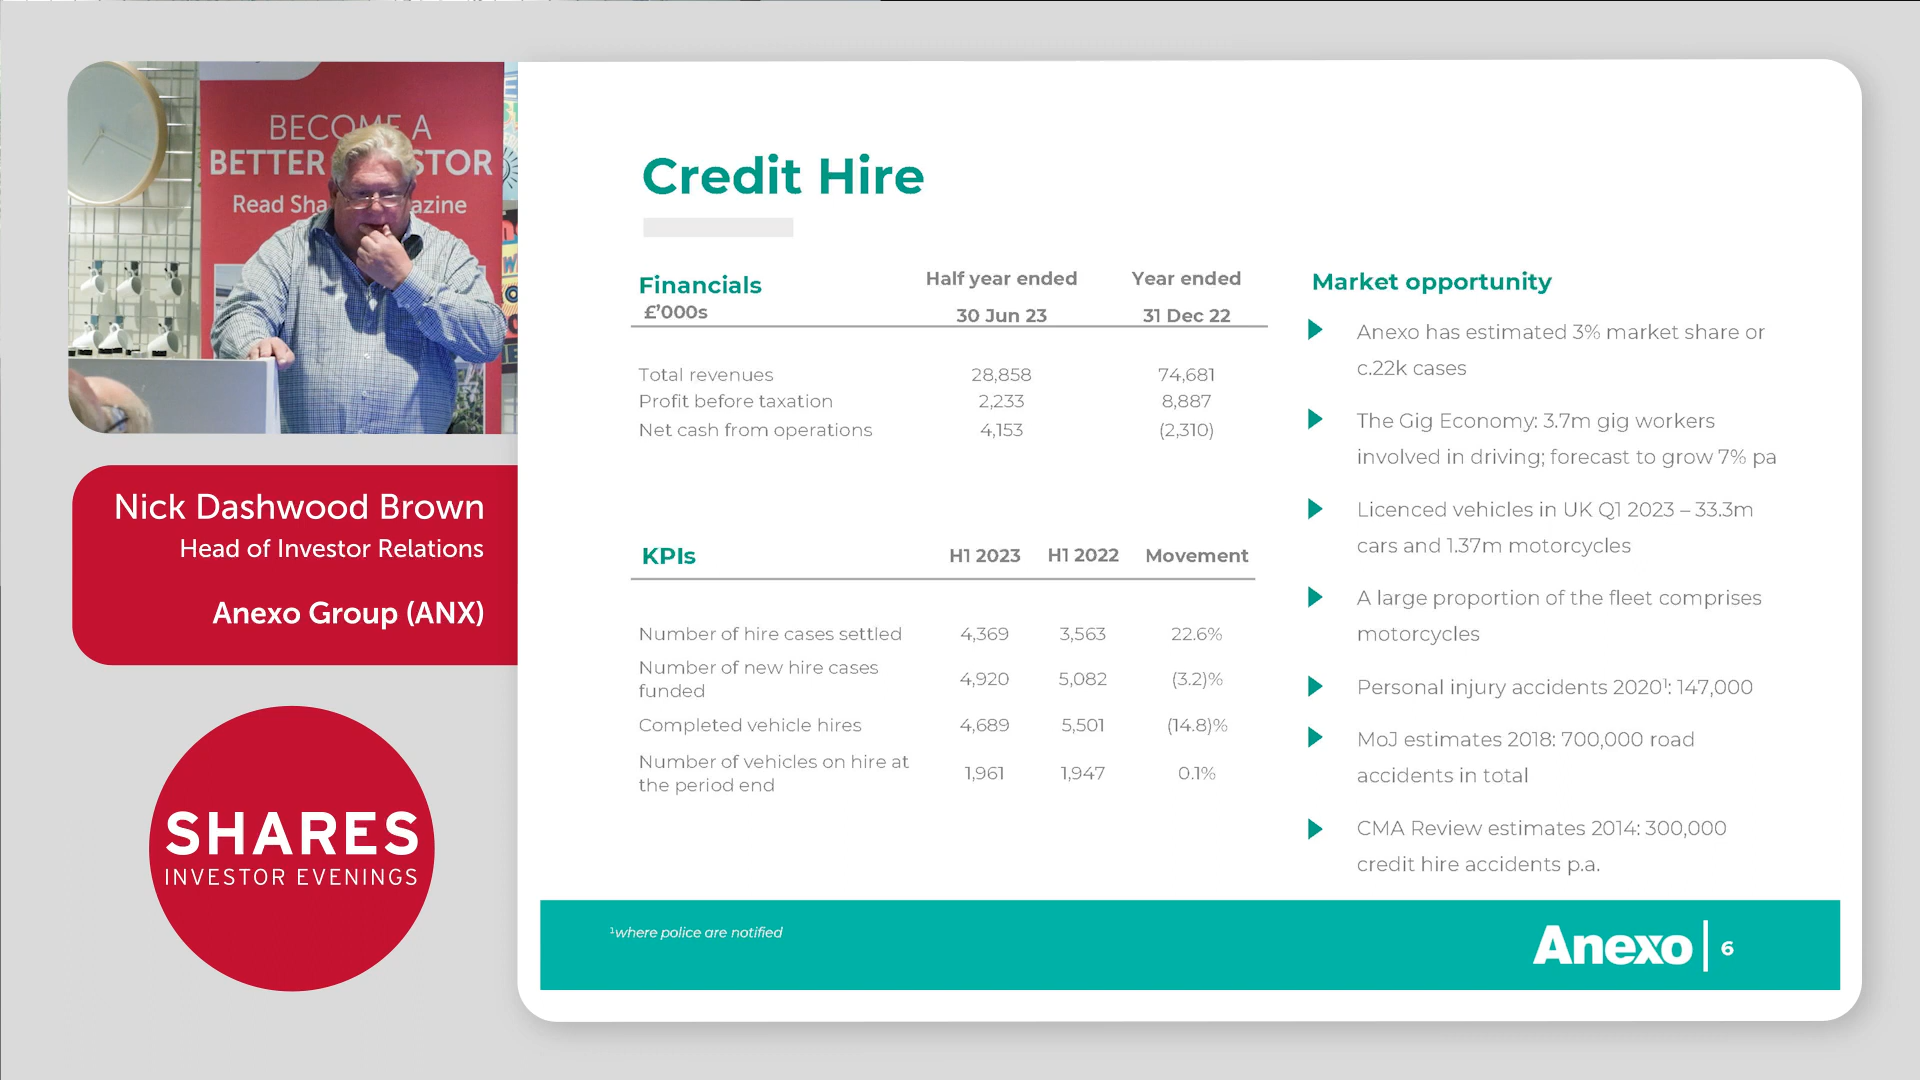 BECOME A
BETTER STOR
Read Sha azine
Nick Dashwood Brown
Head of Investor Relations
Anexo Group (ANX)
SHARES
INVESTOR EVENINGS
Credit Hire
Financials Half year ended Year ended
£’000s 30 Jun 23 31 Dec 22
Total revenues 28,858 74,681
Profit before taxation 2,233 8,887
Net cash from operations 4,153 (2,310)
KPIs H1 2023 H1 2022 Movement
Number of hire cases settled 4,369 3,563 22.6%
Number of new hire cases
funded 4,920 5,082 (3.2)%
Completed vehicle hires 4,689 5,501 (14.8)%
Number of vehicles on hire at
the period end 1,961 1,947 0.1%
Market opportunity
Anexo has estimated 3% market share or
c.22k cases
The Gig Economy: 3.7m gig workers
involved in driving; forecast to grow 7% pa
Licenced vehicles in UK Q1 2023 – 33.3m
cars and 1.37m motorcycles
A large proportion of the fleet comprises
motorcycles
Personal injury accidents 2020¹: 147,000
MoJ estimates 2018: 700,000 road
accidents in total
CMA Review estimates 2014: 300,000
credit hire accidents p.a.
¹where police are notified
Anexo 6